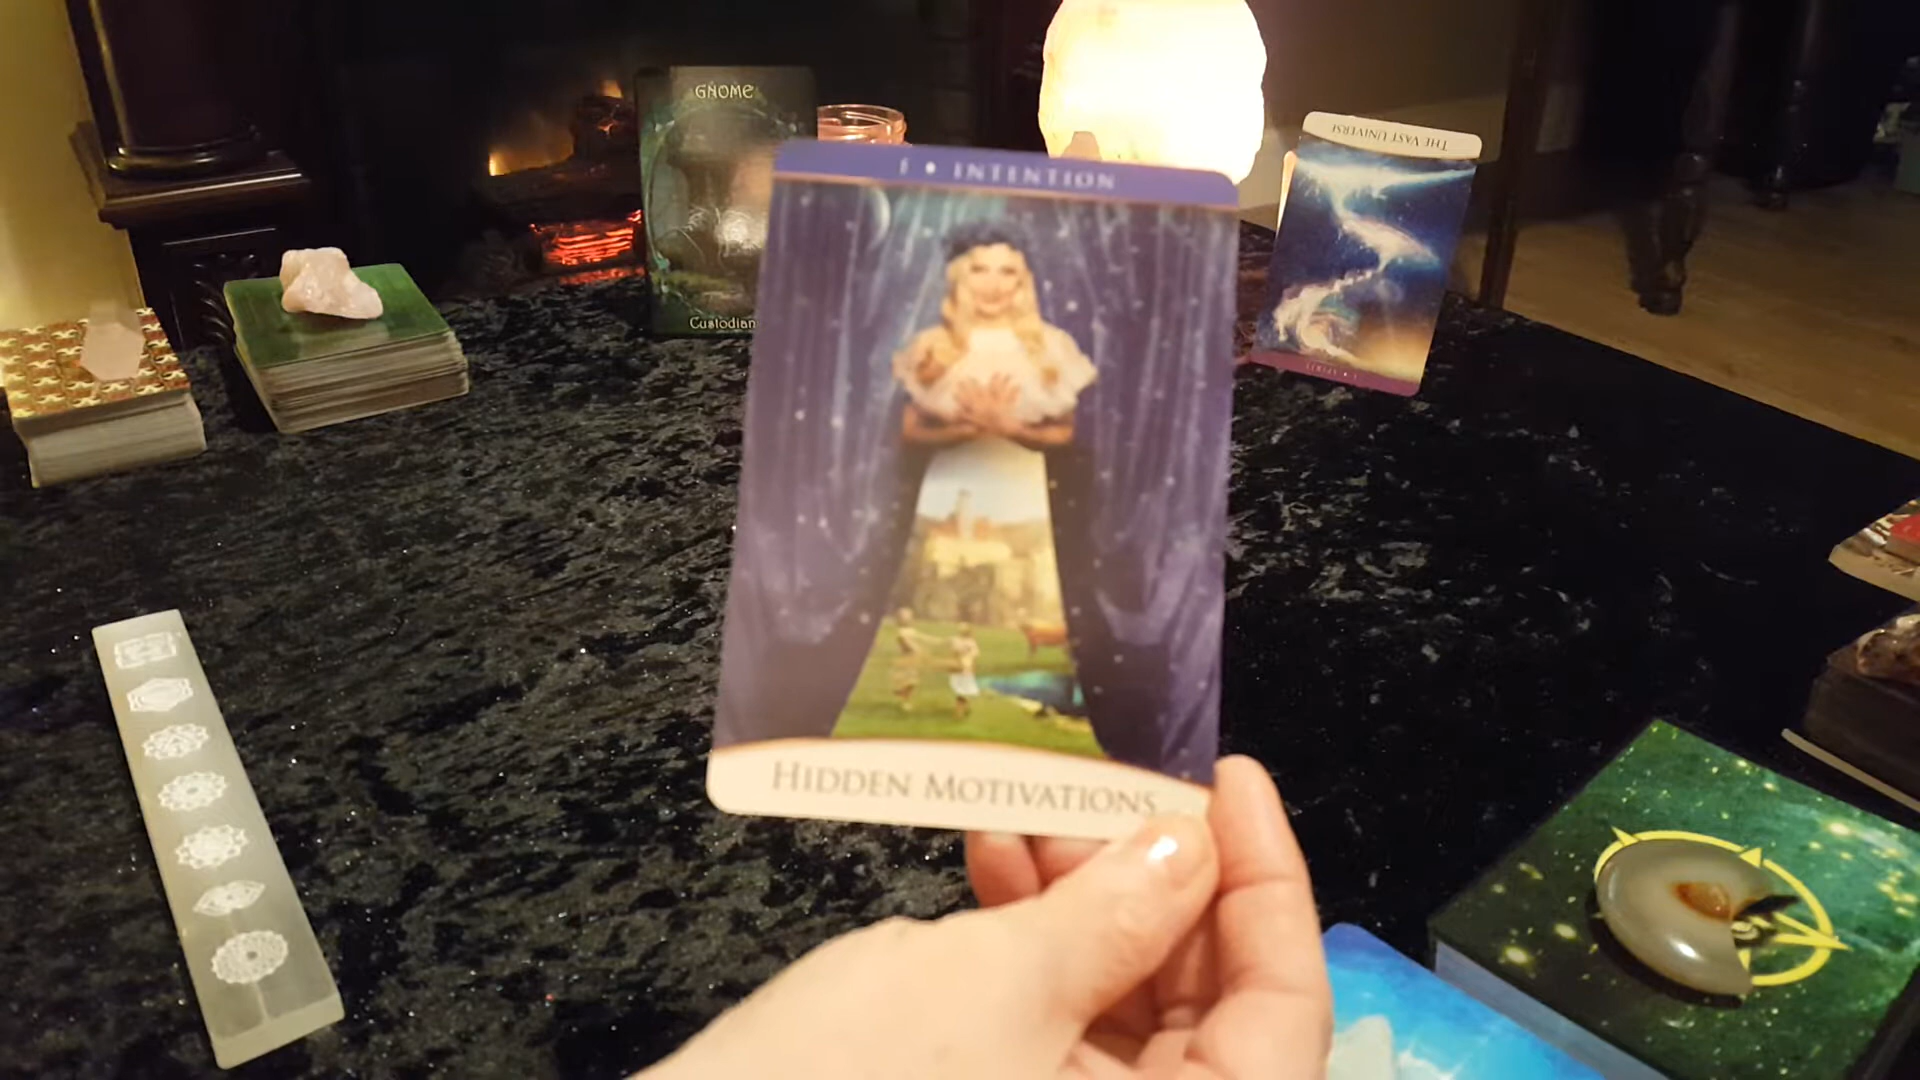 GNOME
Custodian
INTENTION
HIDDEN MOTIVATIONS
THE VAST UNIVERSE